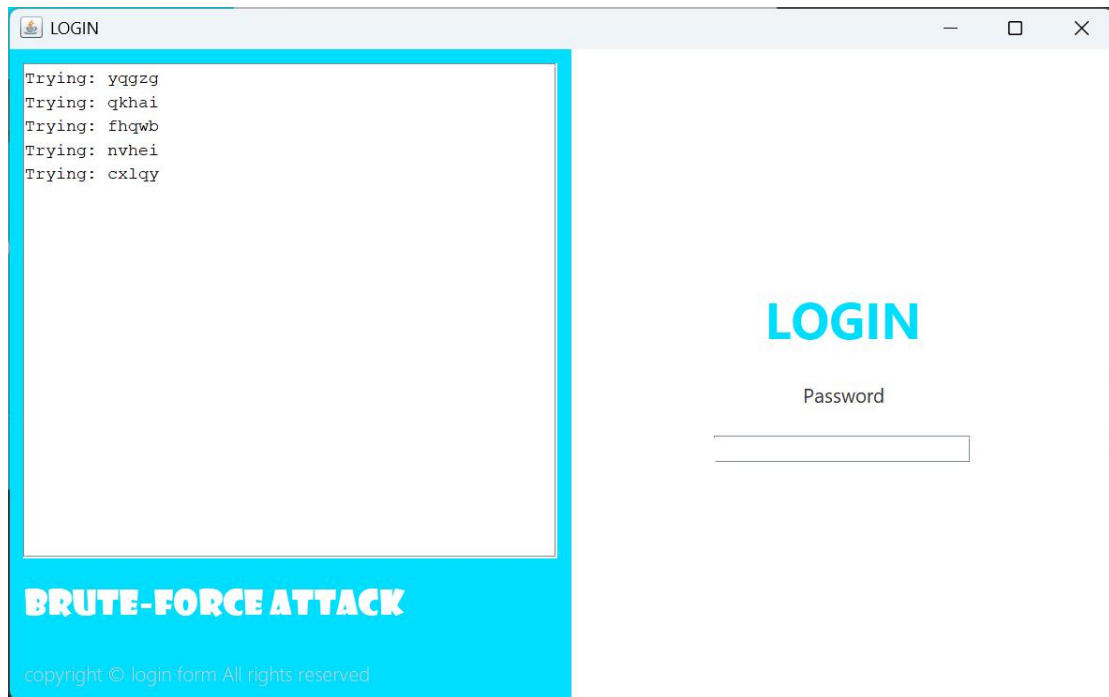 LOGIN
Trying: yqgzg
Trying: qkhai
Trying: fhqwb
Trying: nvhei
Trying: cxlqy
BRUTE-FORCE ATTACK
copyright © login form All rights reserved
LOGIN
Password